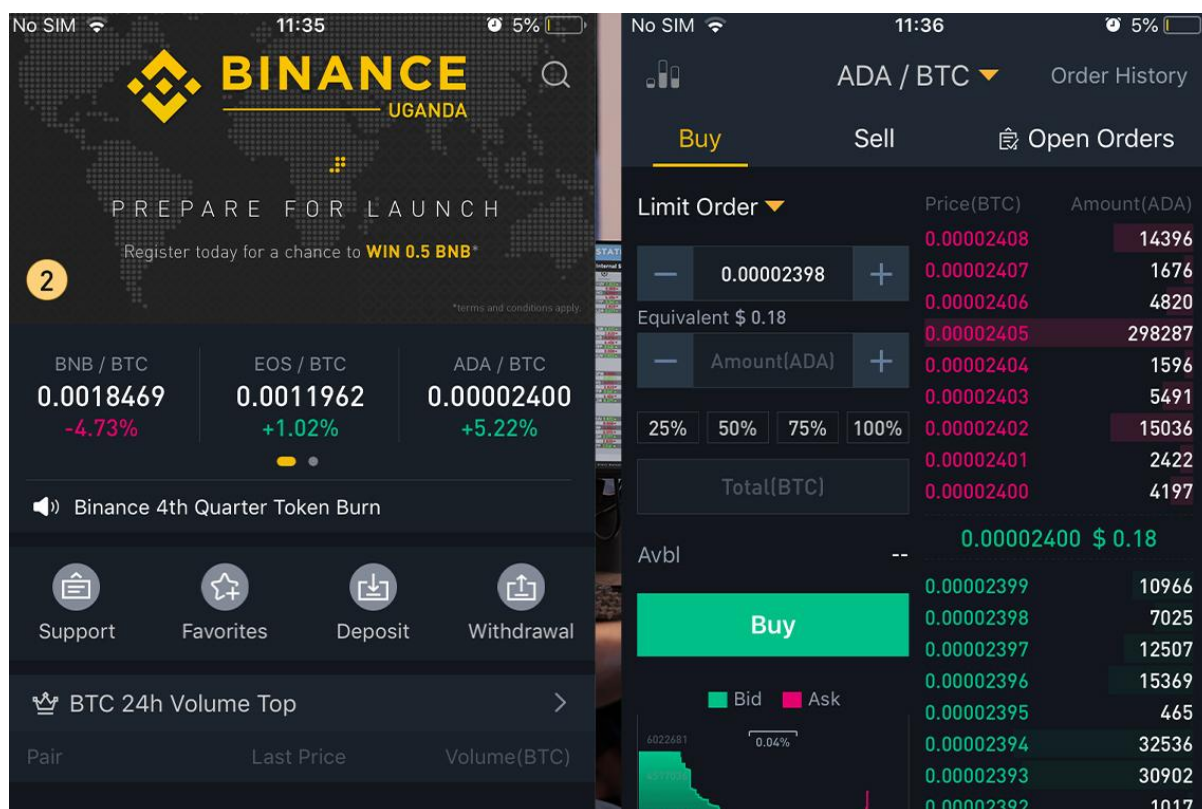 No SIM 11:35 5%
BINANCE
UGANDA
PREPARE FOR LAUNCH
Register today for a chance to WIN 0.5 BNB*
2
*terms and conditions apply.
BNB / BTC EOS / BTC ADA / BTC
0.0018469 0.0011962 0.00002400
-4.73% +1.02% +5.22%
Binance 4th Quarter Token Burn
Support Favorites Deposit Withdrawal
BTC 24h Volume Top
Pair Last Price Volume(BTC)
No SIM 11:36 5%
ADA / BTC Order History
Buy Sell Open Orders
Limit Order
0.00002398
Equivalent $ 0.18
Amount(ADA)
25% 50% 75% 100%
Total(BTC)
Avbl --
Buy
Bid Ask
6022681 0.04%
Price(BTC) Amount(ADA)
0.00002408 14396
0.00002407 1676
0.00002406 4820
0.00002405 298287
0.00002404 1596
0.00002403 5491
0.00002402 15036
0.00002401 2422
0.00002400 4197
0.00002400 $ 0.18
0.00002399 10966
0.00002398 7025
0.00002397 12507
0.00002396 15369
0.00002395 465
0.00002394 32536
0.00002393 30902
0.00002392 1017